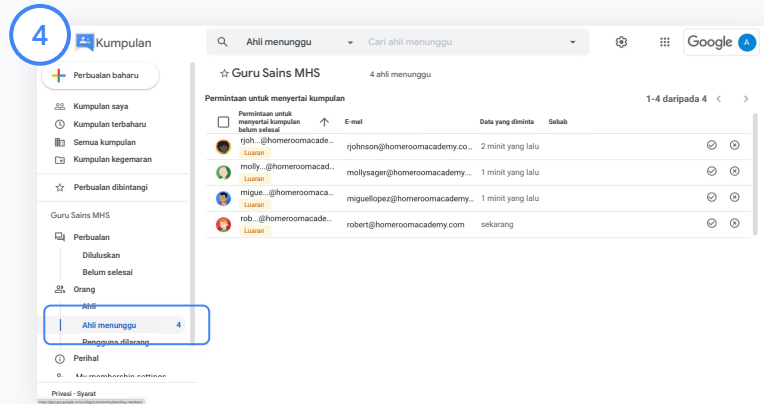 4
Kumpulan
Ahli menunggu
Cari ahli menunggu
Google
A
Perbualan baharu
Guru Sains MHS
4 ahli menunggu
Permintaan untuk menyertai kumpulan
1-4 daripada 4
Kumpulan saya
Kumpulan terbaharu
Semua kumpulan
Kumpulan kegemaran
Perbualan dibintangi
Guru Sains MHS
Perbualan
Diluluskan
Belum selesai
Orang
Ahli
Ahli menunggu 4
Pengguna dilarang
Perihal
My membership settings
Privasi · Syarat
Permintaan untuk
menyertai kumpulan
belum selesai
E-mel
Data yang diminta
Sebab
rjoh...@homeroomacade...
Luaran
rjohnson@homeroomacademy.co...
2 minit yang lalu
molly...@homeroomacad...
Luaran
mollysager@homeroomacademy....
1 minit yang lalu
migue...@homeroomaca...
Luaran
miguellopez@homeroomacademy...
1 minit yang lalu
rob...@homeroomacade...
Luaran
robert@homeroomacademy.com
sekarang